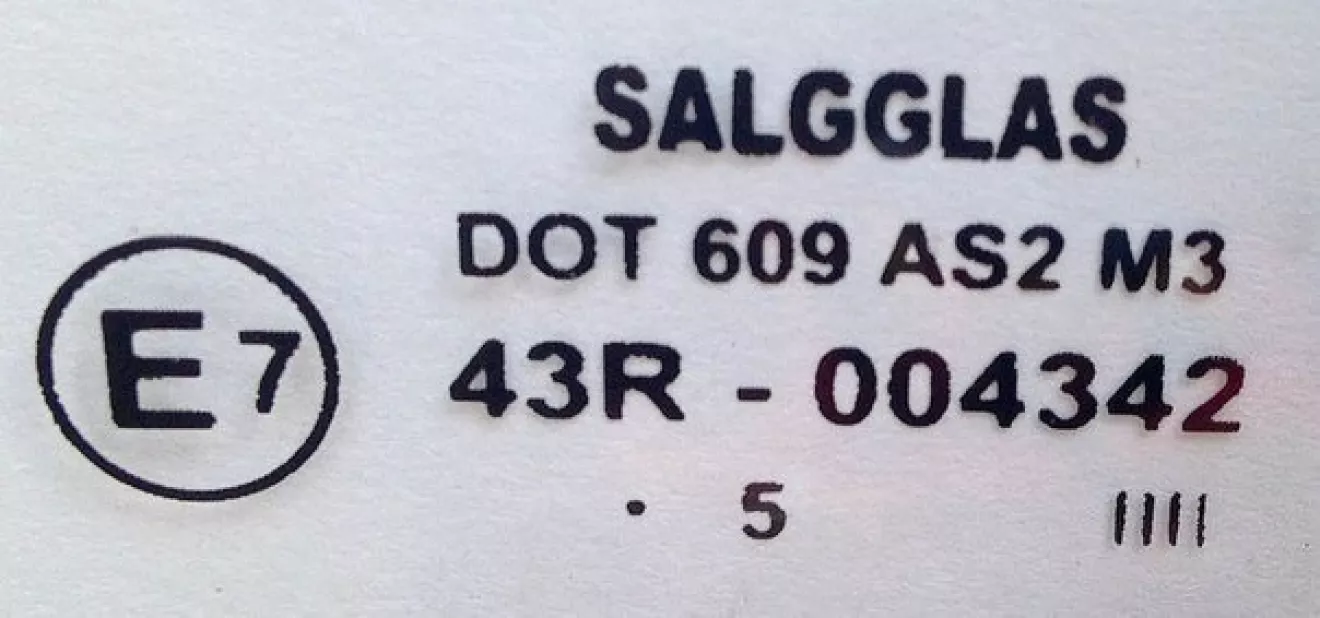 SALGGLAS
DOT 609 AS2 M3
E7
43R - 004342
. 5 IIII